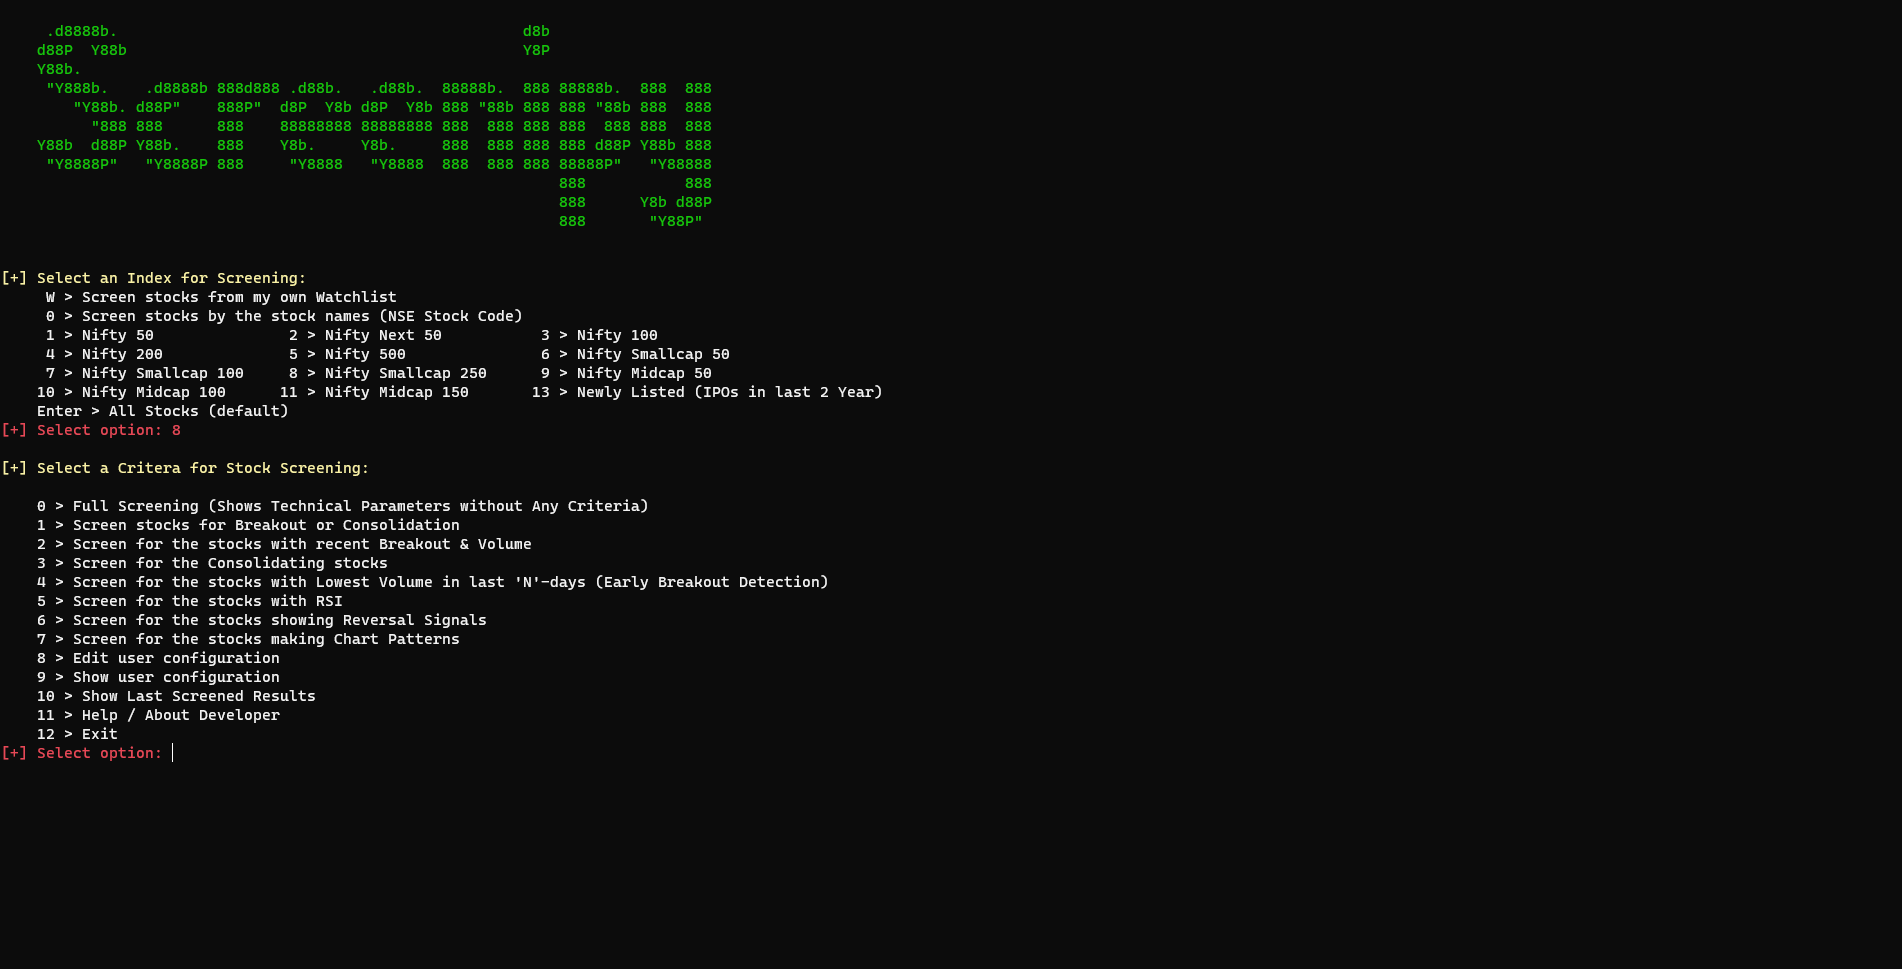 .d8888b.                                             d8b
d88P  Y88b                                            Y8P
Y88b.
 "Y888b.    .d8888b 888d888 .d88b.   .d88b.  88888b.  888 88888b.  888  888
    "Y88b. d88P"    888P"  d8P  Y8b d8P  Y8b 888 "88b 888 888 "88b 888  888
      "888 888      888    88888888 88888888 888  888 888 888  888 888  888
Y88b  d88P Y88b.    888    Y8b.     Y8b.     888  888 888 888 d88P Y88b 888
 "Y8888P"   "Y8888P 888     "Y8888   "Y8888  888  888 888 88888P"   "Y88888
                                                          888           888
                                                          888      Y8b d88P
                                                          888       "Y88P"
[+] Select an Index for Screening:
W > Screen stocks from my own Watchlist
0 > Screen stocks by the stock names (NSE Stock Code)
1 > Nifty 50               2 > Nifty Next 50           3 > Nifty 100
4 > Nifty 200              5 > Nifty 500               6 > Nifty Smallcap 50
7 > Nifty Smallcap 100     8 > Nifty Smallcap 250      9 > Nifty Midcap 50
10 > Nifty Midcap 100      11 > Nifty Midcap 150       13 > Newly Listed (IPOs in last 2 Year)
Enter > All Stocks (default)
[+] Select option: 8
[+] Select a Critera for Stock Screening:
0 > Full Screening (Shows Technical Parameters without Any Criteria)
1 > Screen stocks for Breakout or Consolidation
2 > Screen for the stocks with recent Breakout & Volume
3 > Screen for the Consolidating stocks
4 > Screen for the stocks with Lowest Volume in last 'N'-days (Early Breakout Detection)
5 > Screen for the stocks with RSI
6 > Screen for the stocks showing Reversal Signals
7 > Screen for the stocks making Chart Patterns
8 > Edit user configuration
9 > Show user configuration
10 > Show Last Screened Results
11 > Help / About Developer
12 > Exit
[+] Select option: